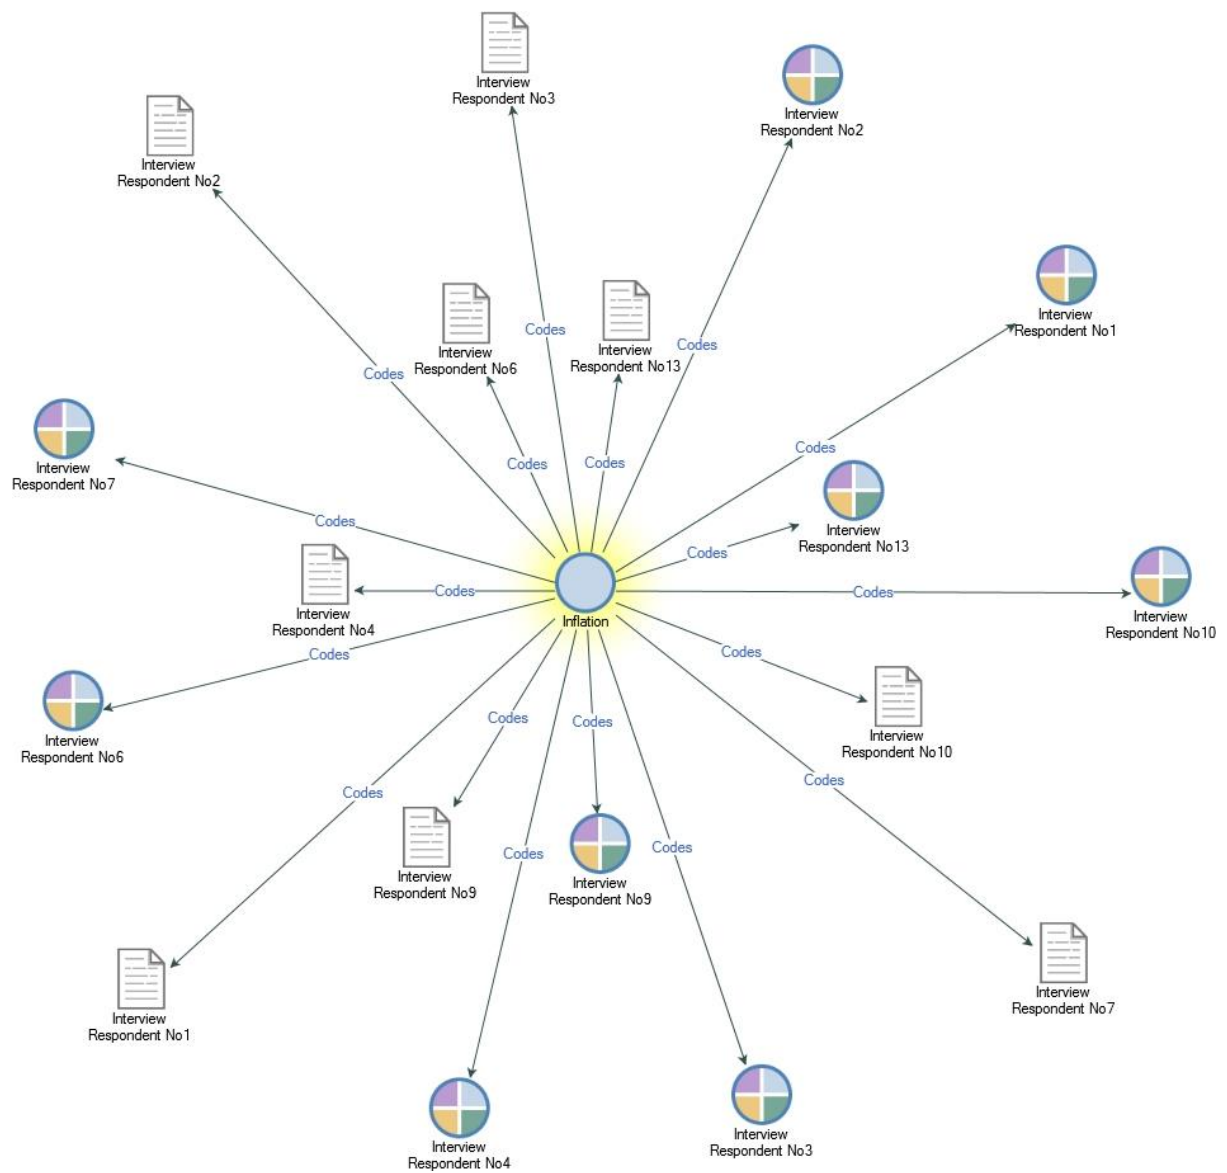 Interview
Respondent No3
Interview
Respondent No2
Interview
Respondent No2
Interview
Respondent No1
Codes
Interview
Respondent No6
Interview
Respondent No13
Codes
Codes
Codes
Codes
Codes
Codes
Interview
Respondent No7
Codes
Interview
Respondent No13
Codes
Interview
Respondent No4
Codes
Inflation
Codes
Interview
Respondent No10
Codes
Codes
Interview
Respondent No6
Codes
Codes
Interview
Respondent No10
Codes
Codes
Codes
Codes
Interview
Respondent No9
Interview
Respondent No9
Interview
Respondent No1
Interview
Respondent No7
Interview
Respondent No4
Interview
Respondent No3